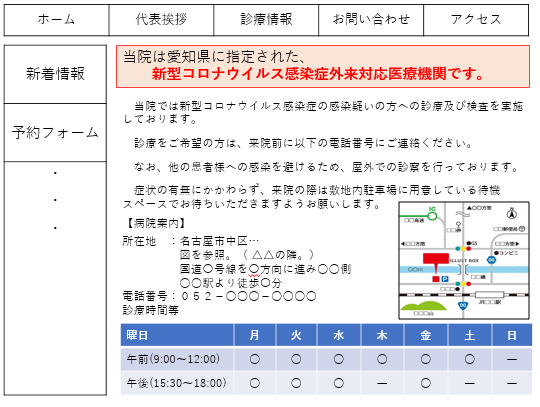 ホーム 代表挨拶 診療情報 お問い合わせ アクセス
新着情報
予約フォーム
・
・
・
当院は愛知県に指定された、
新型コロナウイルス感染症外来対応医療機関です。
当院では新型コロナウイルス感染症の感染疑いの方への診療及び検査を実施
しております。
診療をご希望の方は、来院前に以下の電話番号にご連絡ください。
なお、他の患者様への感染を避けるため、屋外での診察を行っております。
症状の有無にかかわらず、来院の際は敷地内駐車場に用意している待機
スペースでお待ちいただきますようお願いします。
【病院案内】
所在地　：名古屋市中区…
図を参照。（△△の隣。）
国道〇号線を〇方向に進み〇〇側
〇〇駅より徒歩〇分
電話番号：０５２－〇〇〇－〇〇〇〇
診療時間等
IC
▲〇〇方面
□□高速
□□郵便局
◀□□方面
●GS
□□方面▶
●コンビニ
□□川
ILLUST BOX
P
JR□□駅
曜日 月 火 水 木 金 土 日
午前(9:00～12:00) 〇 〇 〇 〇 〇 〇 ー
午後(15:30～18:00) 〇 〇 〇 ー 〇 ー ー